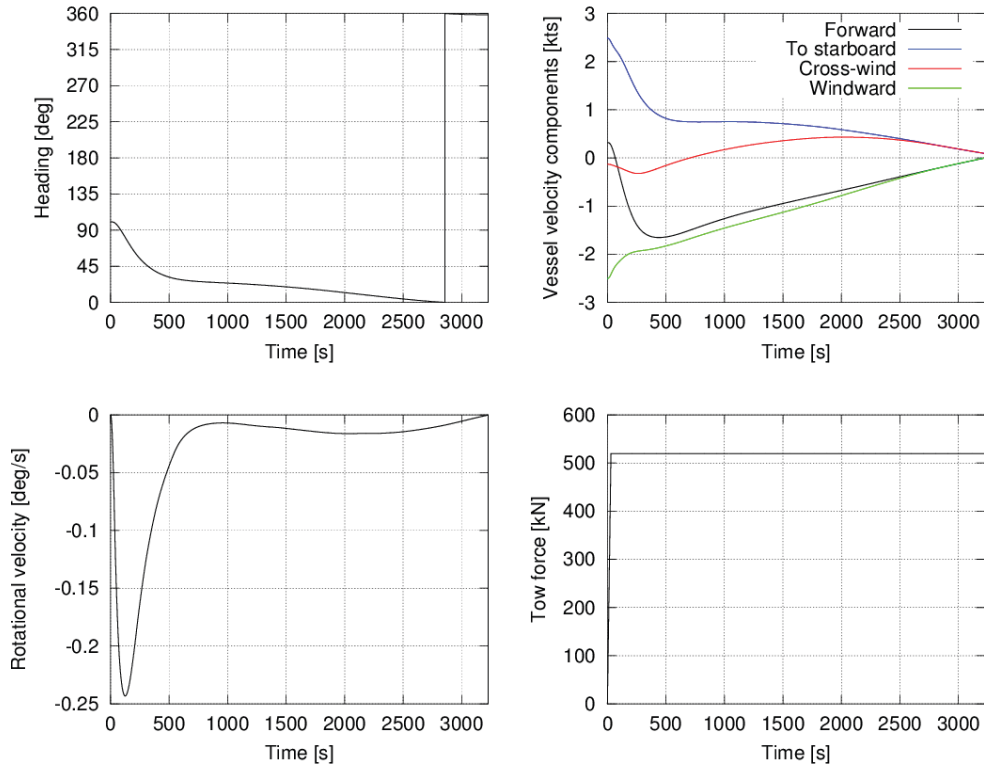 360
315
270
225
180
135
90
45
0
Heading [deg]
0 500 1000 1500 2000 2500 3000
Time [s]
3
2
1
0
-1
-2
-3
Vessel velocity components [kts]
Forward
To starboard
Cross-wind
Windward
0 500 1000 1500 2000 2500 3000
Time [s]
0
-0.05
-0.1
-0.15
-0.2
-0.25
Rotational velocity [deg/s]
0 500 1000 1500 2000 2500 3000
Time [s]
600
500
400
300
200
100
0
Tow force [kN]
0 500 1000 1500 2000 2500 3000
Time [s]